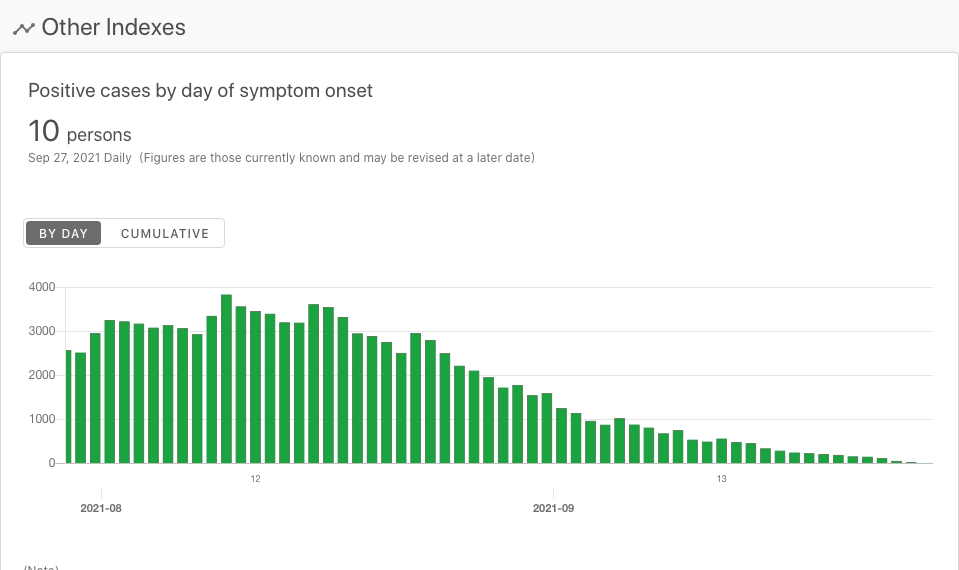 Other Indexes
Positive cases by day of symptom onset
10 persons
Sep 27, 2021 Daily (Figures are those currently known and may be revised at a later date)
BY DAY CUMULATIVE
4000
3000
2000
1000
0
12 13
2021-08 2021-09
(Note)